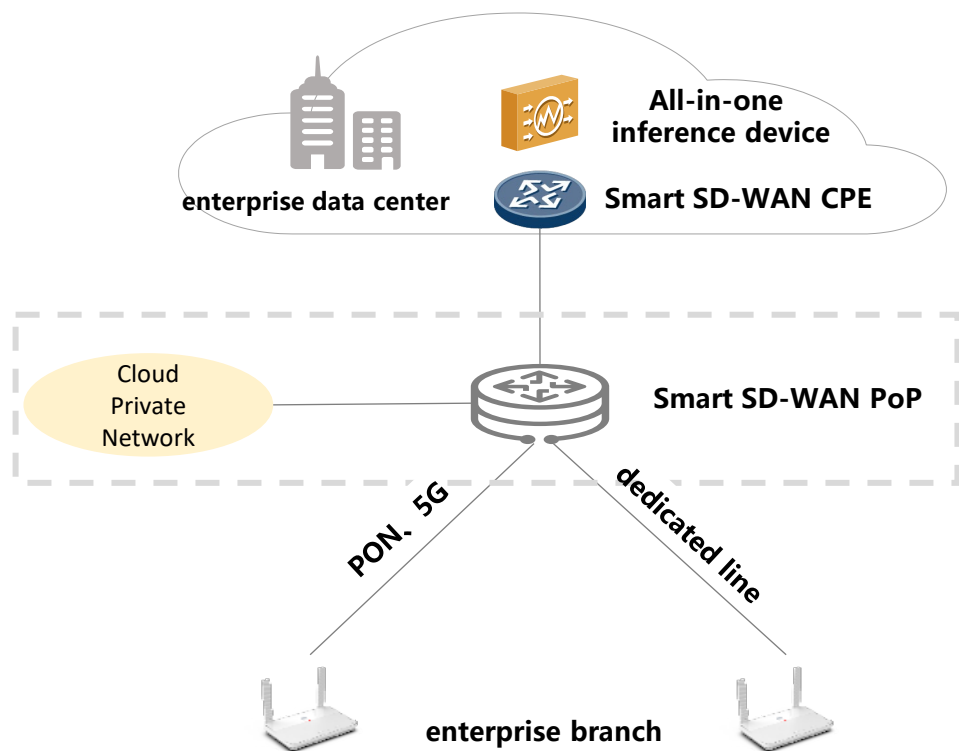 All-in-one
inference device
enterprise data center
Smart SD-WAN CPE
Cloud
Private
Network
Smart SD-WAN PoP
PON、5G
dedicated line
enterprise branch